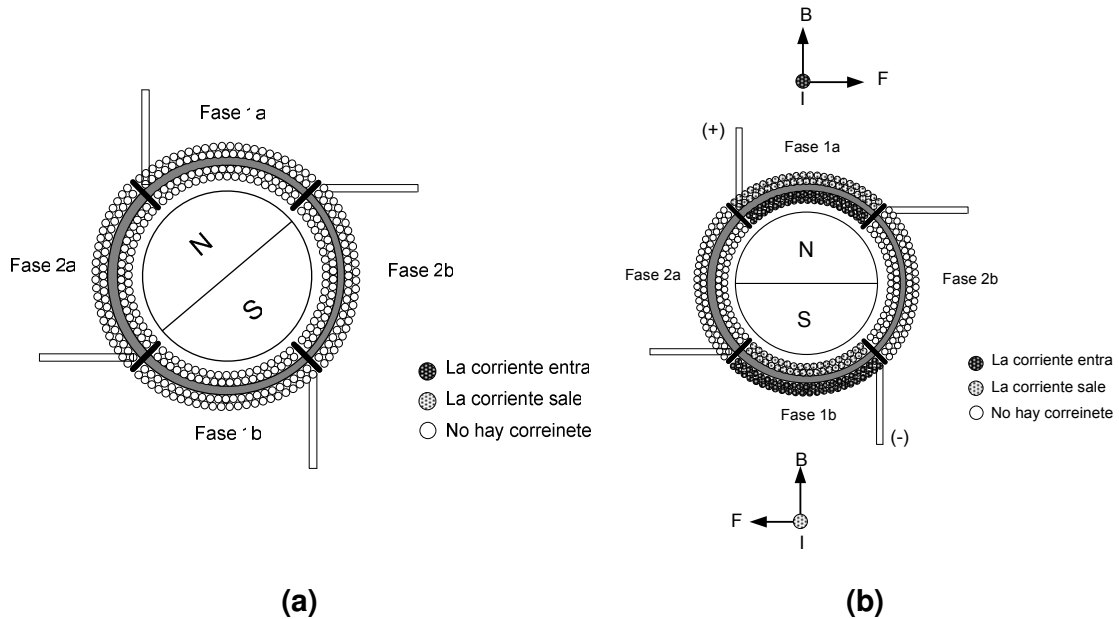 Fase 1a
N
Fase 2a
Fase 2b
S
La corriente entra
La corriente sale
Fase 1b
No hay correinete
(a)
B
F
I
(+)
Fase 1a
N
Fase 2a
Fase 2b
S
La corriente entra
La corriente sale
Fase 1b
No hay correinete
(-)
B
F
I
(b)